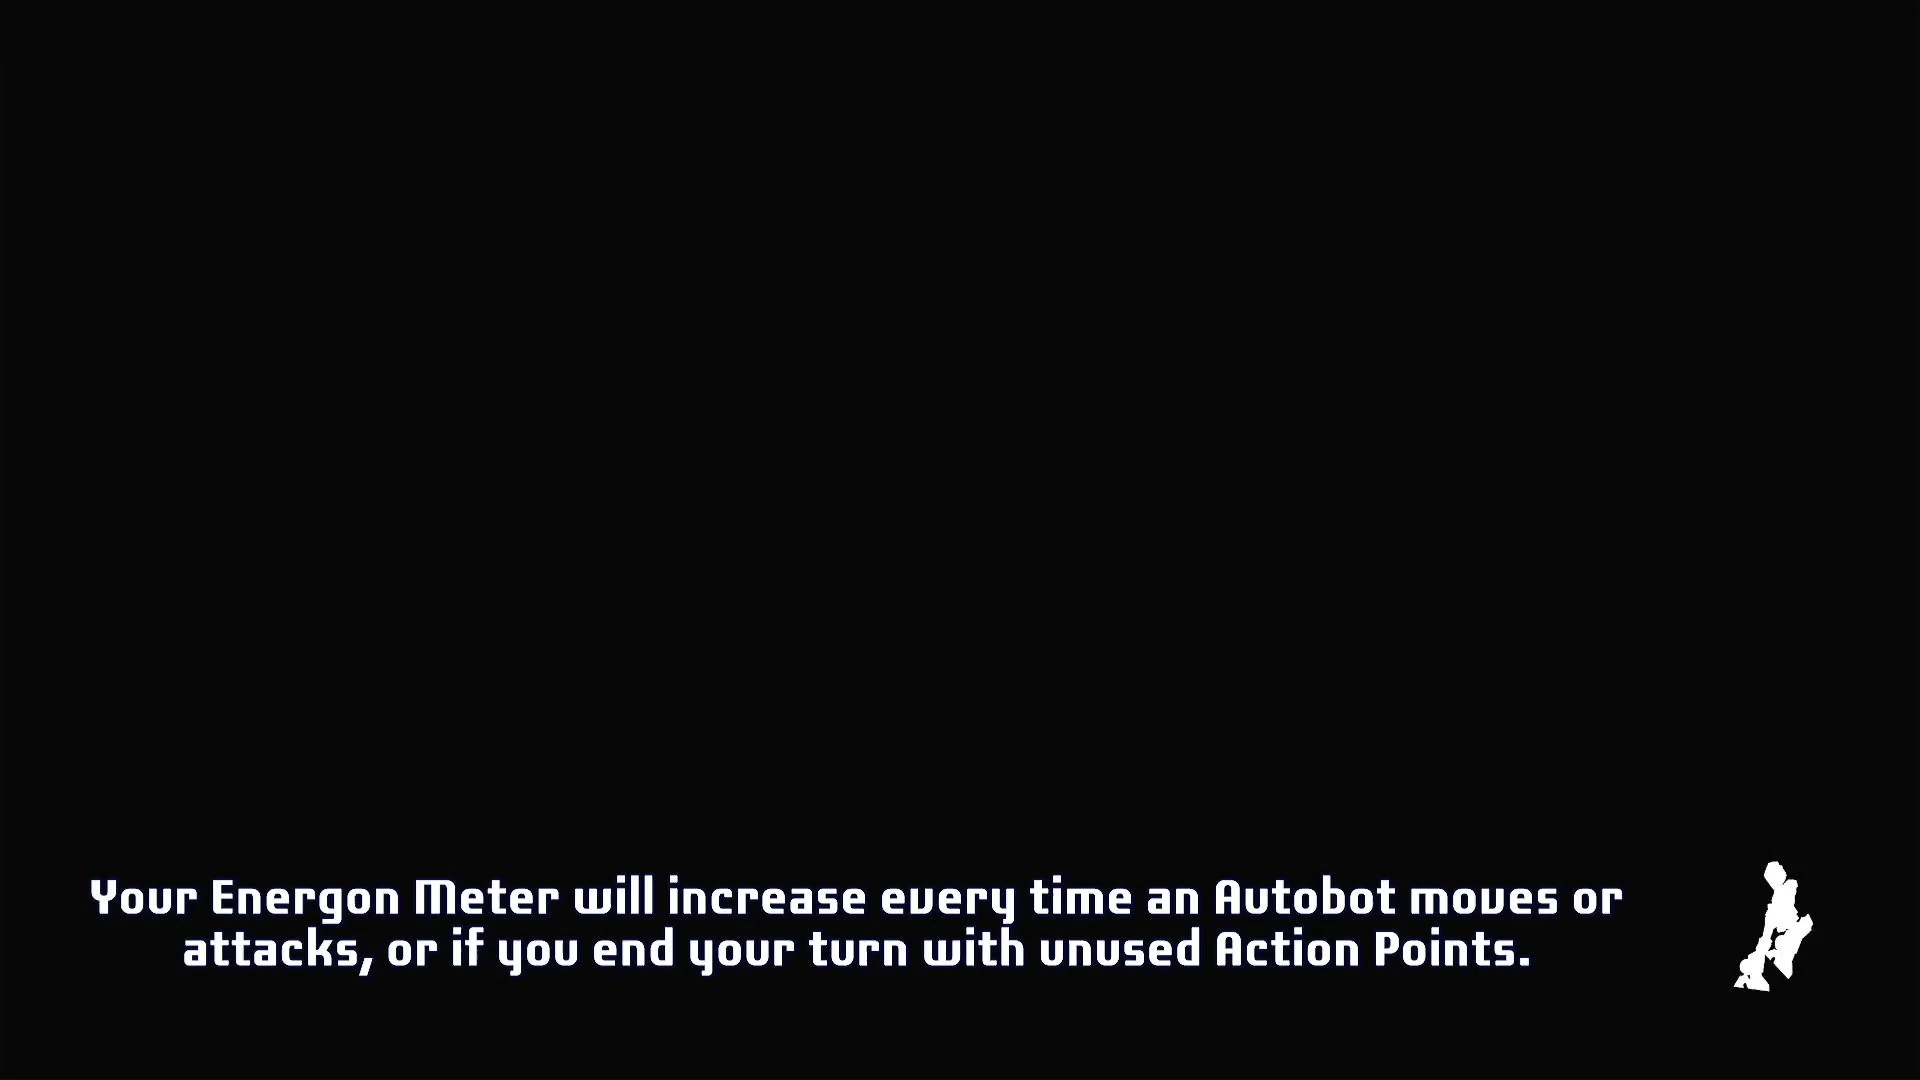 Your Energon Meter will increase every time an Autobot moves or
attacks, or if you end your turn with unused Action Points.